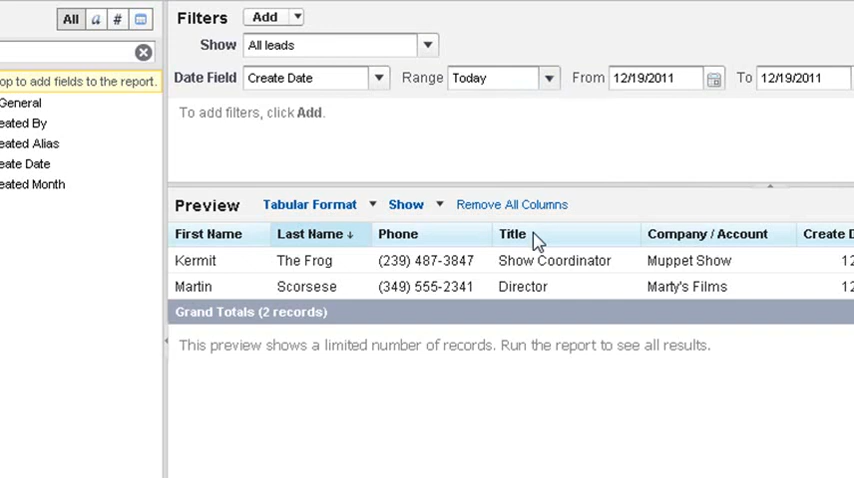 All a #
op to add fields to the report.
General
eated By
eated Alias
eate Date
eated Month
Filters Add
Show All leads
Date Field Create Date Range Today From 12/19/2011 To 12/19/2011
To add filters, click Add.
Preview Tabular Format Show Remove All Columns
First Name Last Name ↓ Phone Title Company / Account Create D
Kermit The Frog (239) 487-3847 Show Coordinator Muppet Show 12
Martin Scorsese (349) 555-2341 Director Marty's Films 12
Grand Totals (2 records)
This preview shows a limited number of records. Run the report to see all results.